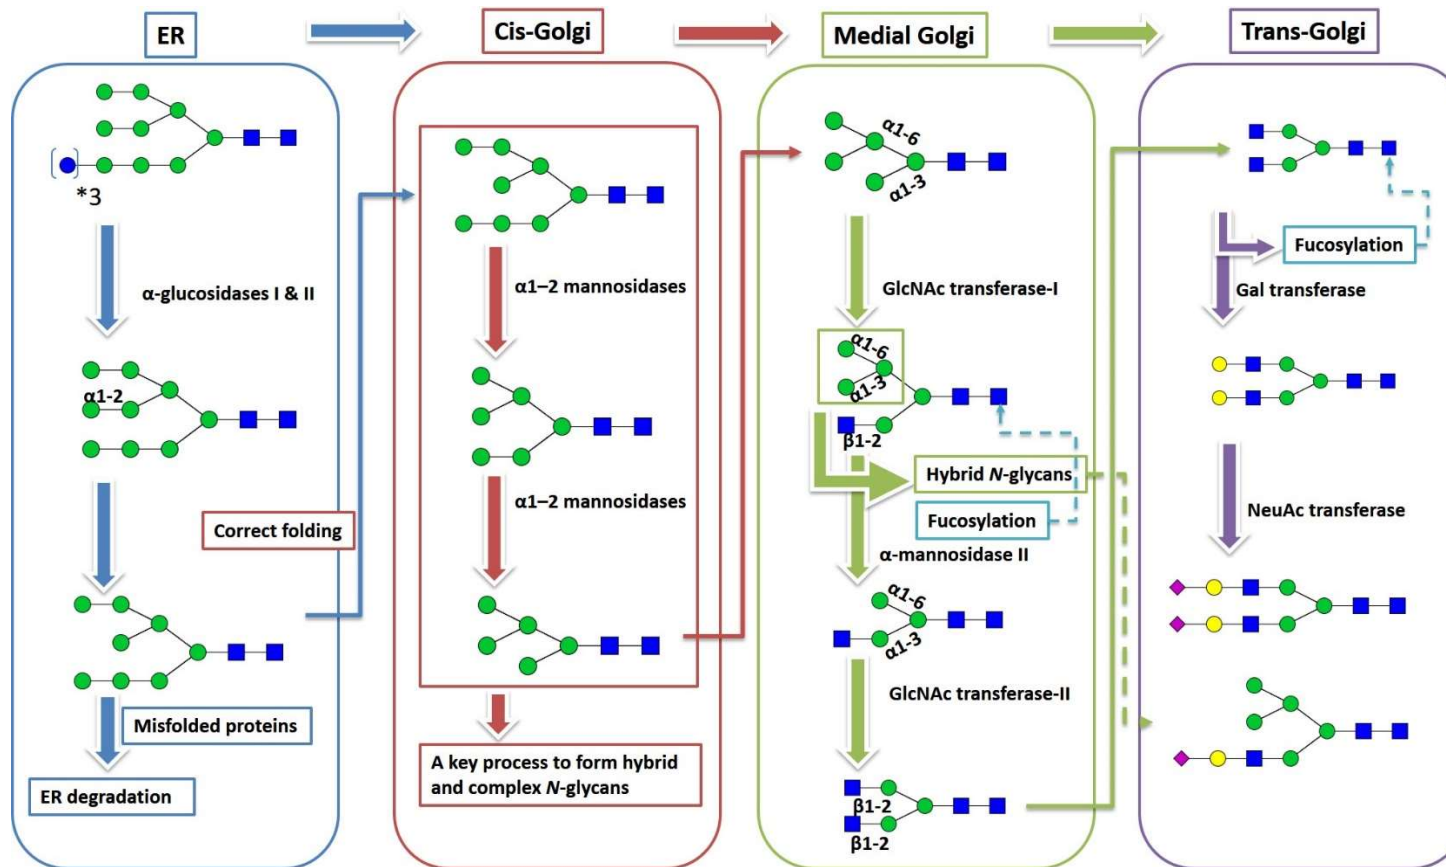 ER
Cis-Golgi
Medial Golgi
Trans-Golgi
*3
α-glucosidases I & II
α1-2
Correct folding
Misfolded proteins
ER degradation
α1–2 mannosidases
α1–2 mannosidases
A key process to form hybrid
and complex N-glycans
α1-6
α1-3
GlcNAc transferase-I
α1-6
α1-3
β1-2
Hybrid N-glycans
Fucosylation
α-mannosidase II
α1-6
α1-3
GlcNAc transferase-II
β1-2
β1-2
Fucosylation
Gal transferase
NeuAc transferase